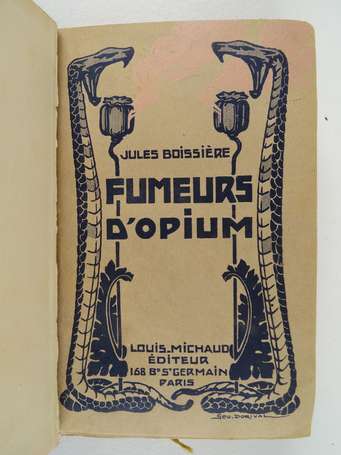 JULES BOISSIÈRE
FUMEURS
D'OPIUM
LOUIS-MICHAUD
ÉDITEUR
168 Bᴰ Sᵗ GERMAIN
PARIS
GEO. DORIVAL